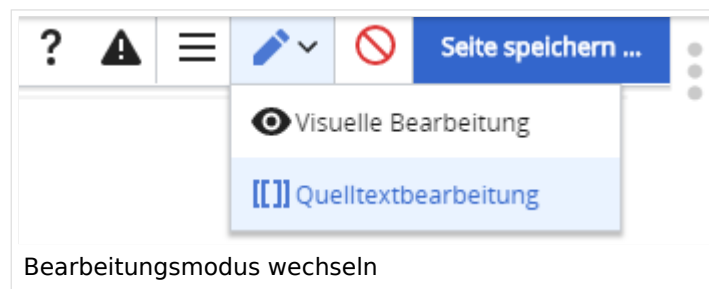 ? Seite speichern ...
Visuelle Bearbeitung
[[]] Quelltextbearbeitung
Bearbeitungsmodus wechseln